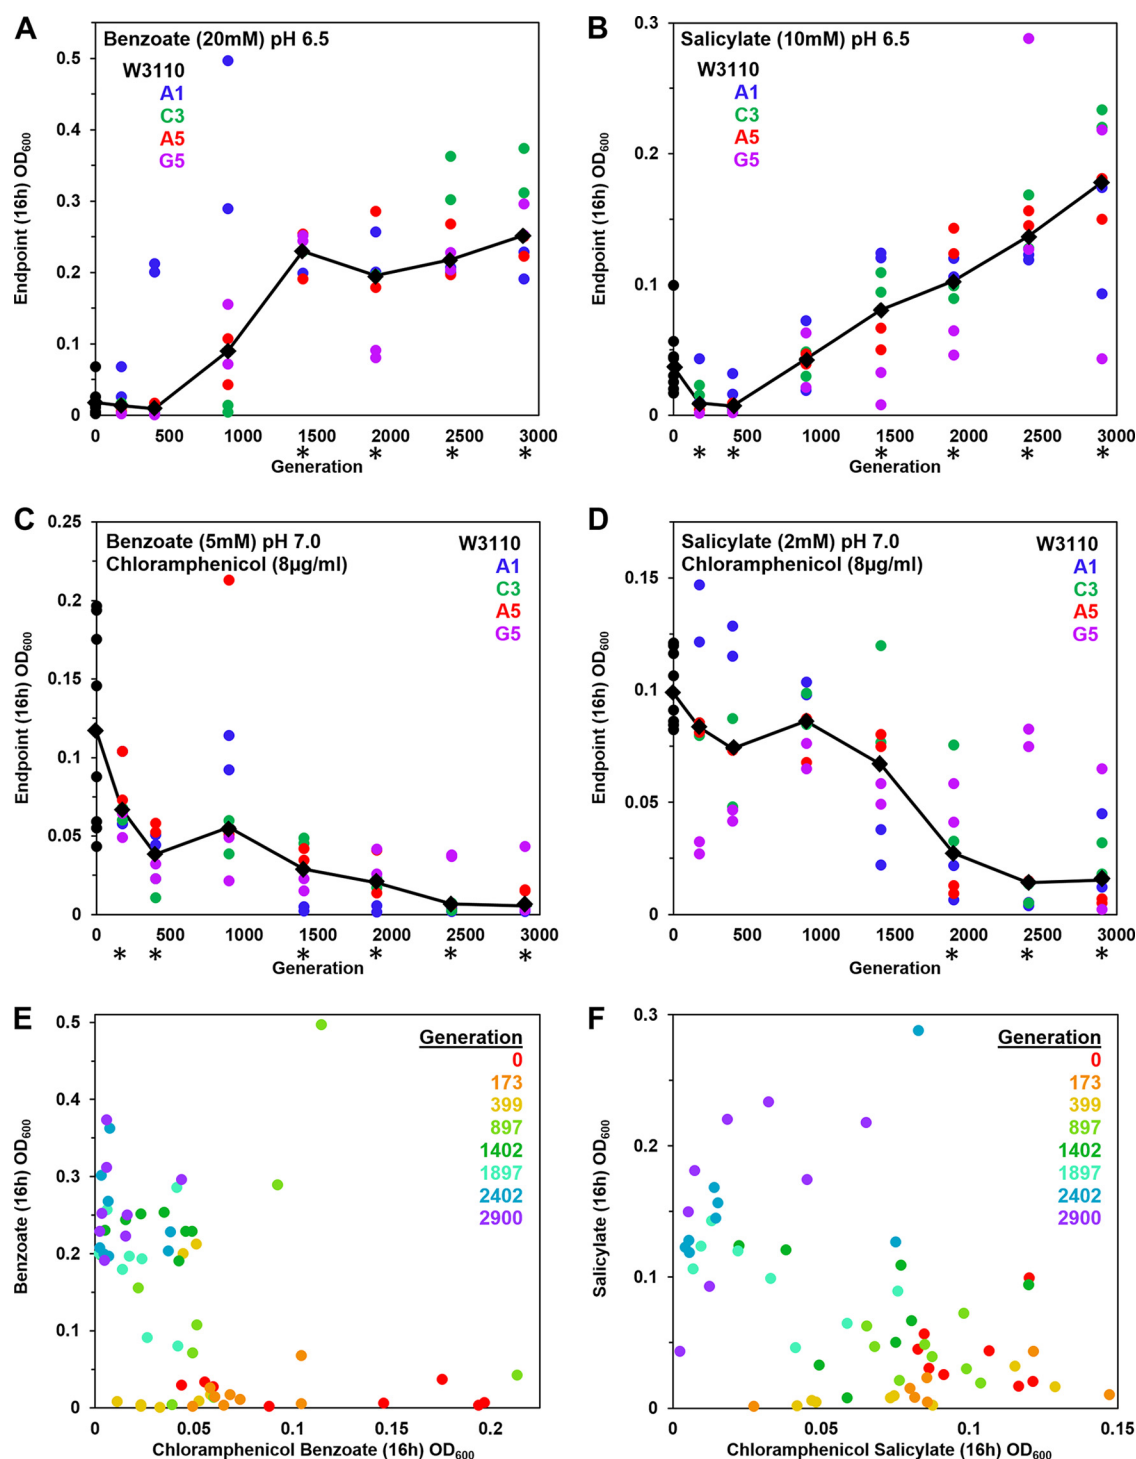 A
Benzoate (20mM) pH 6.5
W3110
A1
C3
A5
G5
Endpoint (16h) OD600
0.5
0.4
0.3
0.2
0.1
0
0 500 1000 1500 2000 2500 3000
* * * *
Generation
B
Salicylate (10mM) pH 6.5
W3110
A1
C3
A5
G5
Endpoint (16h) OD600
0.3
0.2
0.1
0
0 500 1000 1500 2000 2500 3000
* * * * * *
Generation
C
Benzoate (5mM) pH 7.0
Chloramphenicol (8µg/ml)
W3110
A1
C3
A5
G5
Endpoint (16h) OD600
0.25
0.2
0.15
0.1
0.05
0
0 500 1000 1500 2000 2500 3000
* * * * * *
Generation
D
Salicylate (2mM) pH 7.0
Chloramphenicol (8µg/ml)
W3110
A1
C3
A5
G5
Endpoint (16h) OD600
0.15
0.1
0.05
0
0 500 1000 1500 2000 2500 3000
* * *
Generation
E
Generation
0
173
399
897
1402
1897
2402
2900
Benzoate (16h) OD600
0.5
0.4
0.3
0.2
0.1
0
0 0.05 0.1 0.15 0.2
Chloramphenicol Benzoate (16h) OD600
F
Generation
0
173
399
897
1402
1897
2402
2900
Salicylate (16h) OD600
0.3
0.2
0.1
0
0 0.05 0.1 0.15
Chloramphenicol Salicylate (16h) OD600